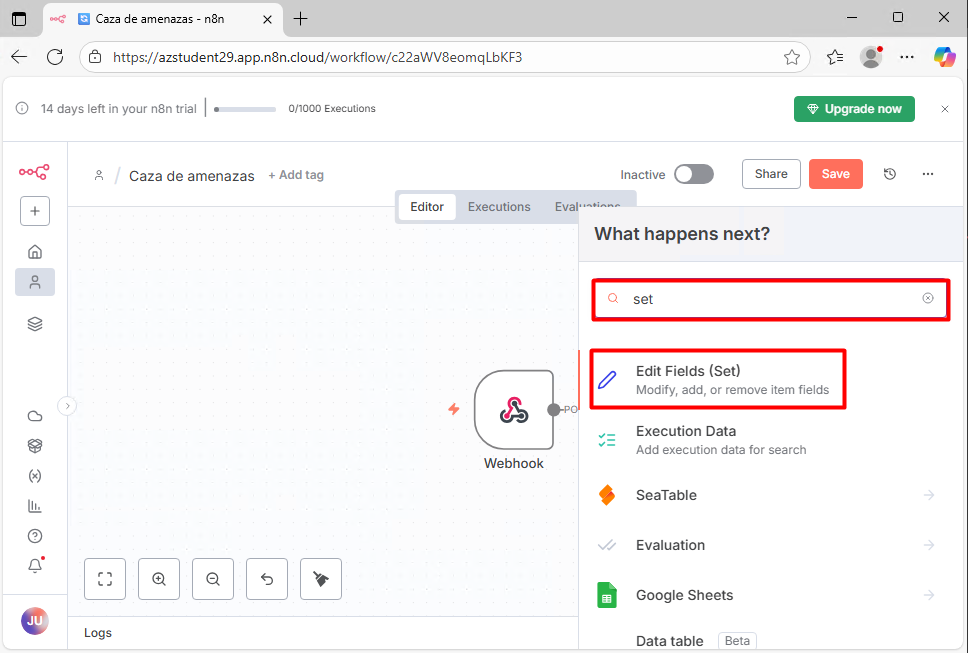 Caza de amenazas - n8n
https://azstudent29.app.n8n.cloud/workflow/c22aWV8eomqLbKF3
14 days left in your n8n trial
0/1000 Executions
Upgrade now
Caza de amenazas
+ Add tag
Inactive
Share
Save
Editor
Executions
Evaluations
What happens next?
set
Edit Fields (Set)
Modify, add, or remove item fields
Execution Data
Add execution data for search
PO
Webhook
SeaTable
Evaluation
Google Sheets
Data table
Beta
JU
Logs